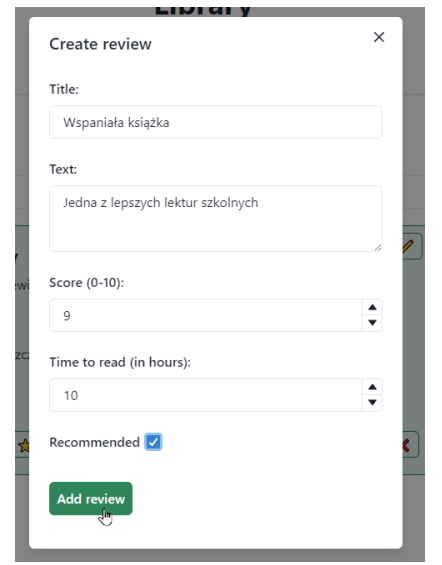 Library
Create review
Title:
Wspaniała książka
Text:
Jedna z lepszych lektur szkolnych
Score (0-10):
9
Time to read (in hours):
10
Recommended
Add review